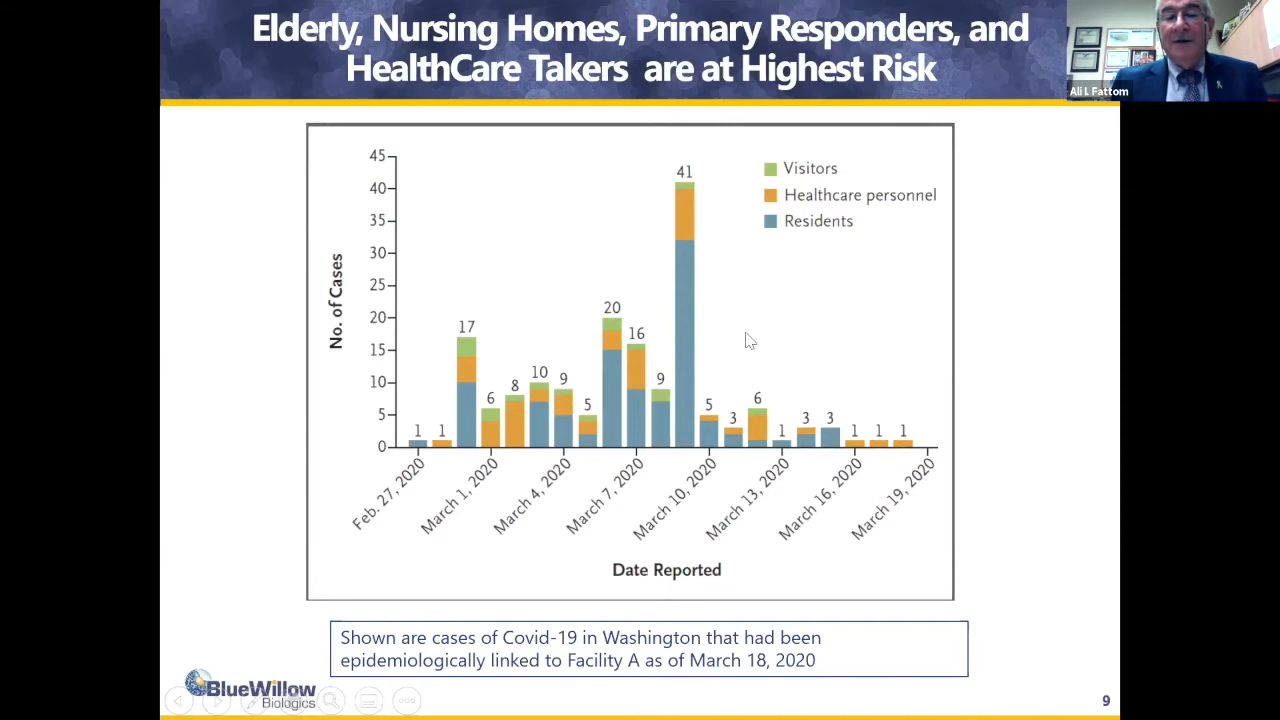 Elderly, Nursing Homes, Primary Responders, and
HealthCare Takers are at Highest Risk
Ali L Fattom
45
40
35
30
25
20
15
10
5
0
No. of Cases
Visitors
Healthcare personnel
Residents
1
1
17
6
8
10
9
5
20
16
9
41
5
3
6
1
3
3
1
1
1
Feb. 27, 2020
March 1, 2020
March 4, 2020
March 7, 2020
March 10, 2020
March 13, 2020
March 16, 2020
March 19, 2020
Date Reported
Shown are cases of Covid-19 in Washington that had been
epidemiologically linked to Facility A as of March 18, 2020
BlueWillow
Biologics
9